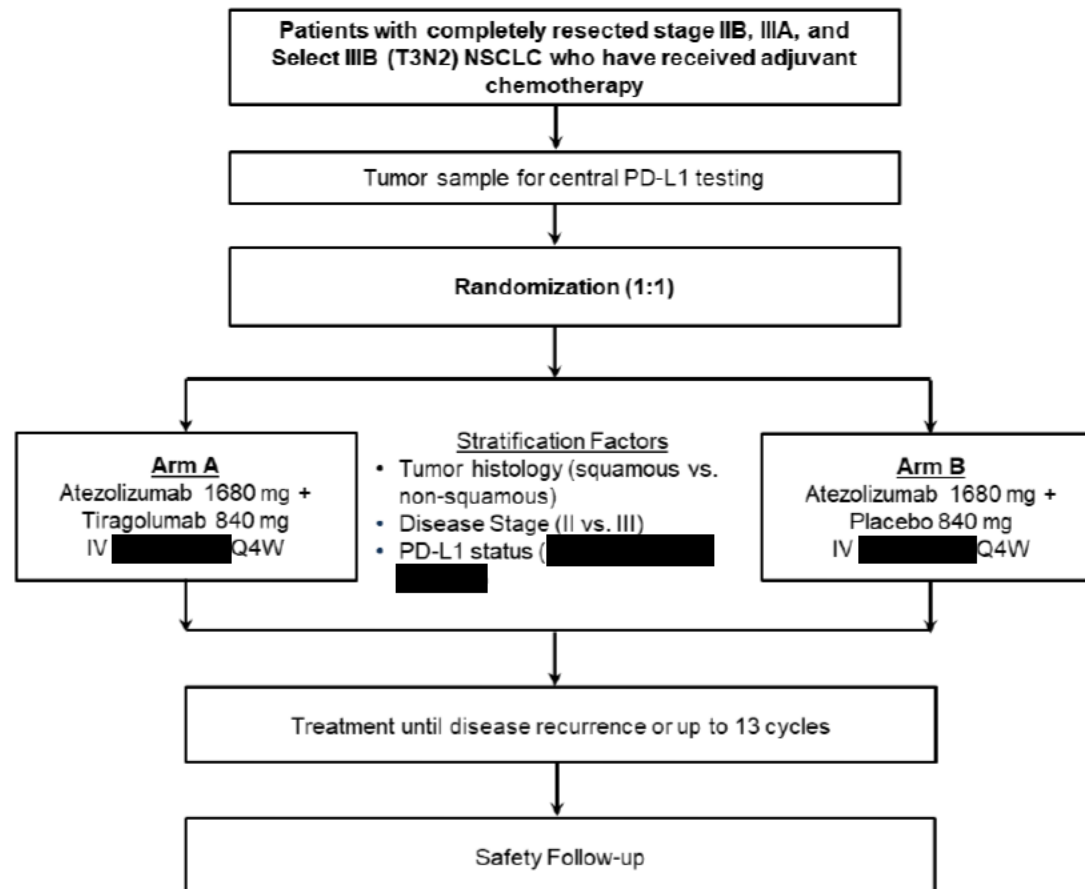 Patients with completely resected stage IIB, IIIA, and
Select IIIB (T3N2) NSCLC who have received adjuvant
chemotherapy
Tumor sample for central PD-L1 testing
Randomization (1:1)
Arm A
Atezolizumab 1680 mg +
Tiragolumab 840 mg
IV Q4W
Stratification Factors
• Tumor histology (squamous vs.
non-squamous)
• Disease Stage (II vs. III)
• PD-L1 status (
Arm B
Atezolizumab 1680 mg +
Placebo 840 mg
IV Q4W
Treatment until disease recurrence or up to 13 cycles
Safety Follow-up